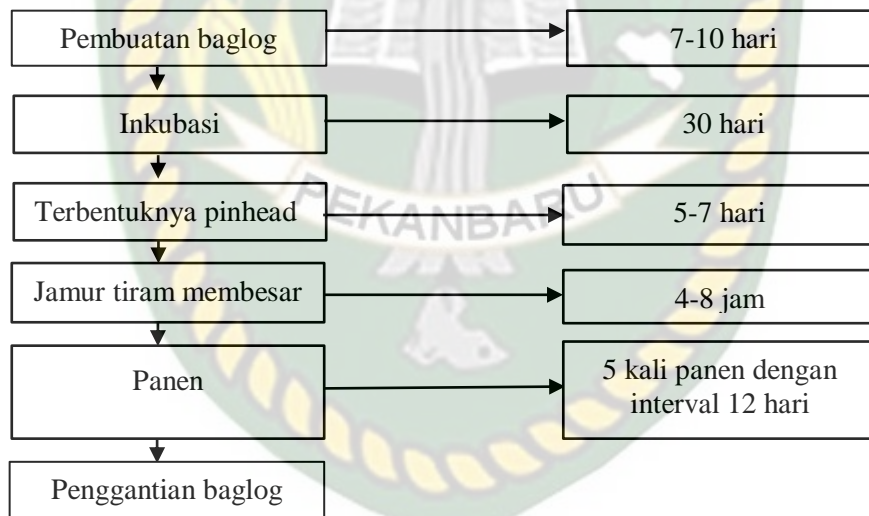 Pembuatan baglog
7-10 hari
Inkubasi
30 hari
PEKANBARU
Terbentuknya pinhead
5-7 hari
Jamur tiram membesar
4-8 jam
Panen
5 kali panen dengan
interval 12 hari
Penggantian baglog